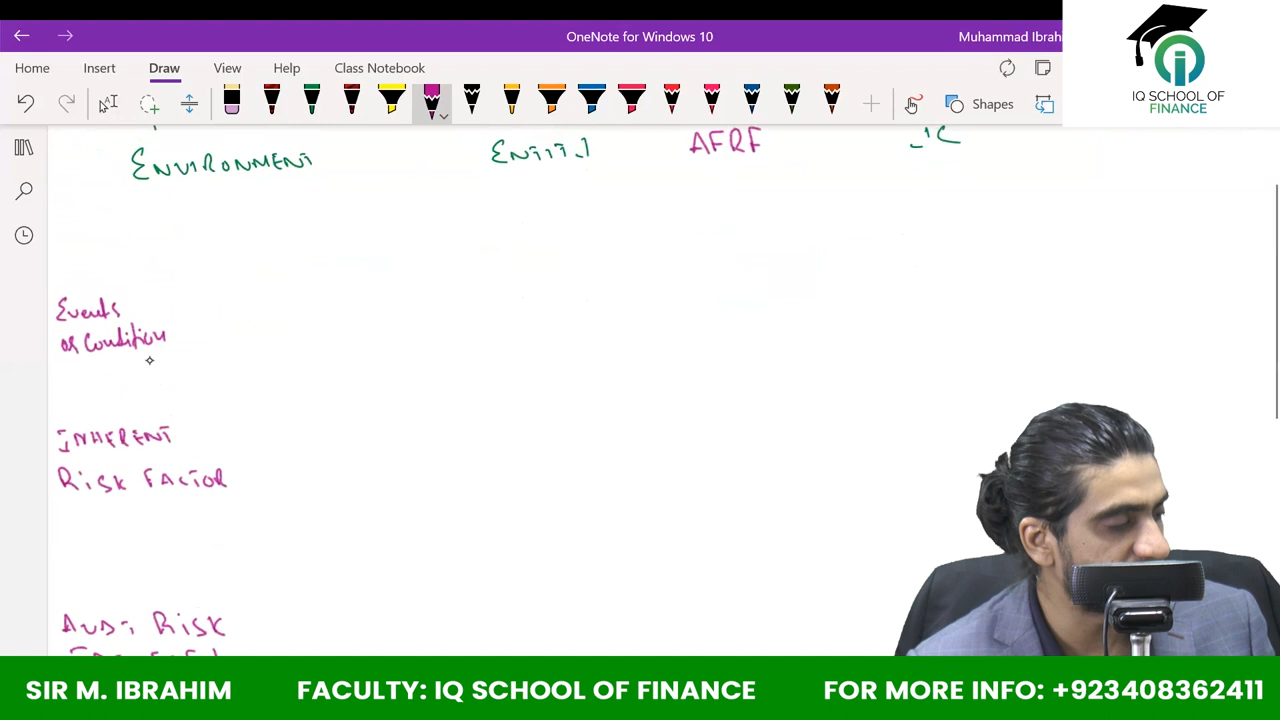 OneNote for Windows 10
Muhammad Ibrah
Home Insert Draw View Help Class Notebook
Shapes
IQ SCHOOL OF
FINANCE
ENVIRONMENT
AFRF
Events
or Condition
INHERENT
RISK FACTOR
RISK
SIR M. IBRAHIM FACULTY: IQ SCHOOL OF FINANCE FOR MORE INFO: +923408362411